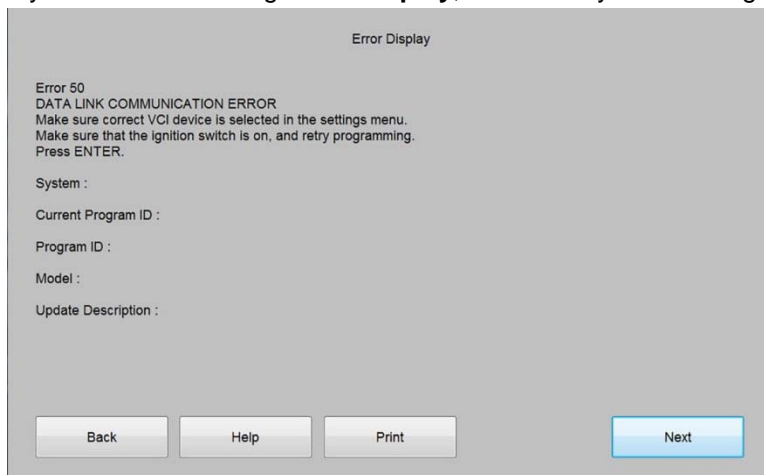 Error Display
Error 50
DATA LINK COMMUNICATION ERROR
Make sure correct VCI device is selected in the settings menu.
Make sure that the ignition switch is on, and retry programming.
Press ENTER.
System :
Current Program ID :
Program ID :
Model :
Update Description :
Back Help Print Next